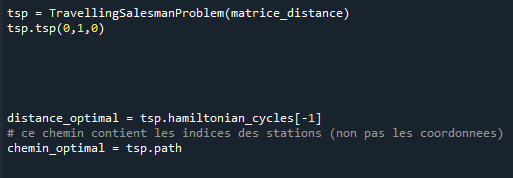 tsp = TravellingSalesmanProblem(matrice_distance)
tsp.tsp(0,1,0)
distance_optimal = tsp.hamiltonian_cycles[-1]
# ce chemin contient les indices des stations (non pas les coordonnees)
chemin_optimal = tsp.path